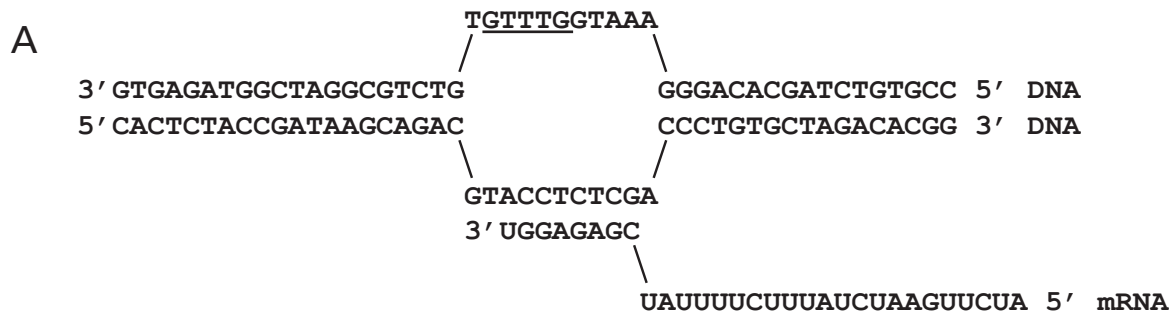 A
TGTTTGGTAAA
3’GTGAGATGGCTAGGCGTCTG GGGACACGATCTGTGCC 5’ DNA
5’CACTCTACCGATAAGCAGAC CCCTGTGCTAGACACGG 3’ DNA
GTACCTCTCGA
3’UGGAGAGC
UAUUUUCUUUAUCUAAGUUCUA 5’ mRNA